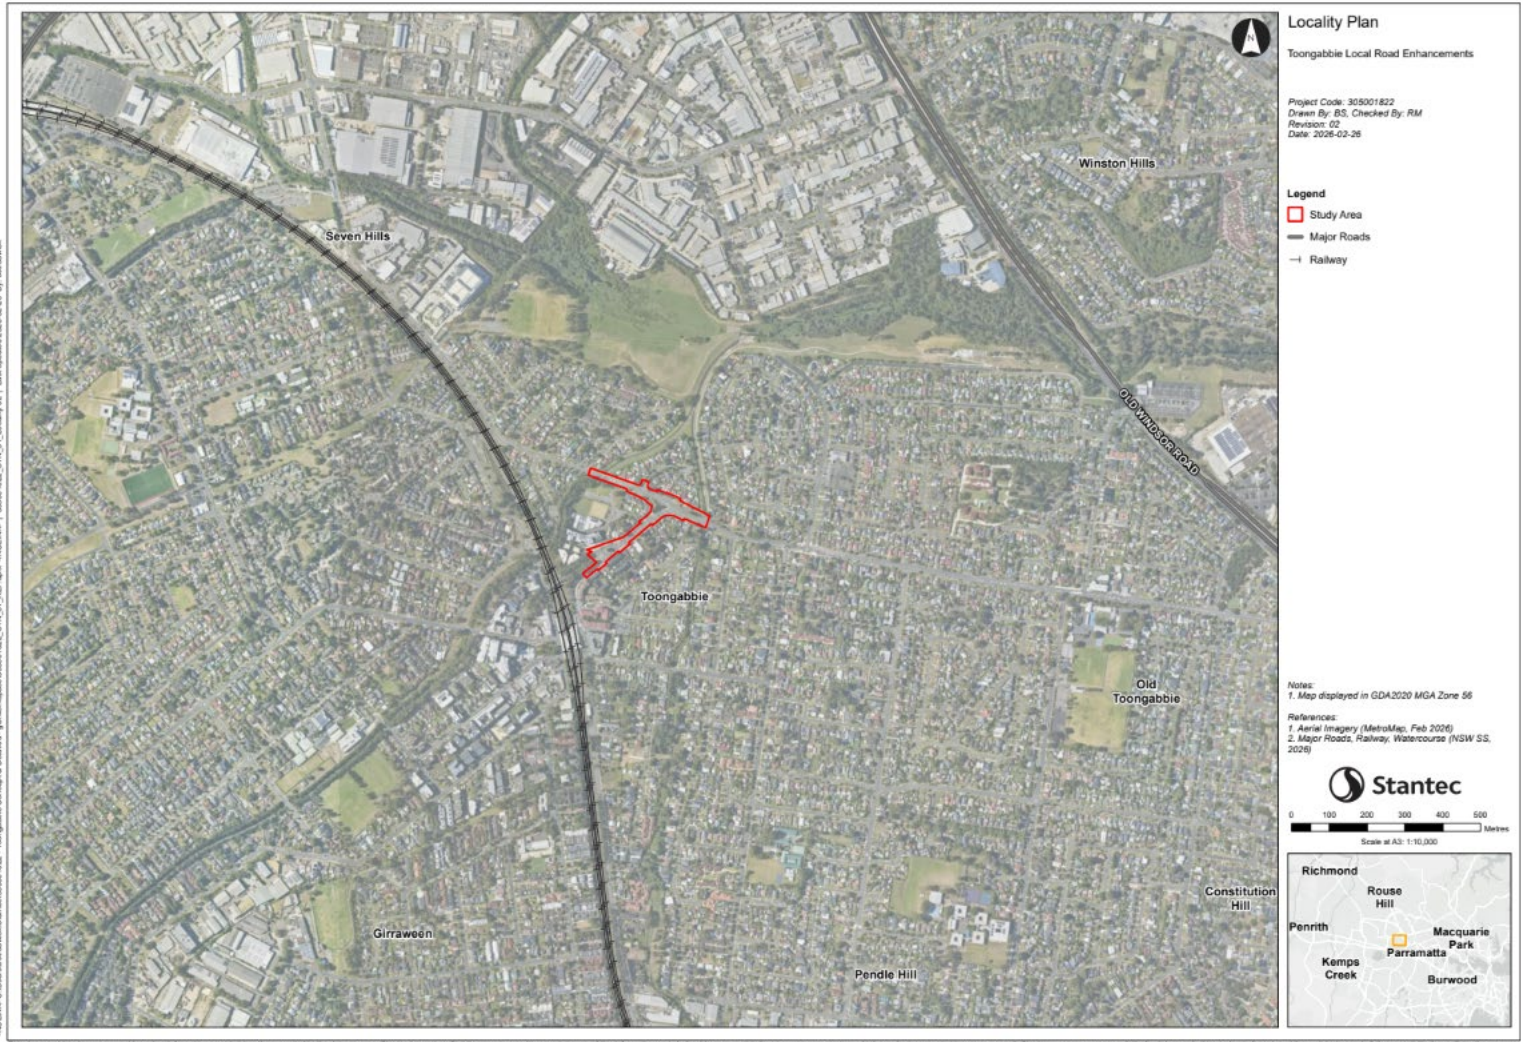 N
Locality Plan
Toongabbie Local Road Enhancements
Project Code: 305001822
Drawn By: BS, Checked By: RM
Revision: 02
Date: 2026-02-26
Legend
Study Area
Major Roads
Railway
Winston Hills
Seven Hills
OLD WINDSOR ROAD
Toongabbie
Old
Toongabbie
Constitution
Hill
Girraween
Pendle Hill
Notes:
1. Map displayed in GDA2020 MGA Zone 56
References:
1. Aerial Imagery (MetroMap, Feb 2026)
2. Major Roads, Railway, Watercourse (NSW SS,
2026)
Stantec
0 100 200 300 400 500
Metres
Scale at A3: 1:10,000
Richmond
Rouse
Hill
Penrith
Macquarie
Park
Parramatta
Kemps
Creek
Burwood